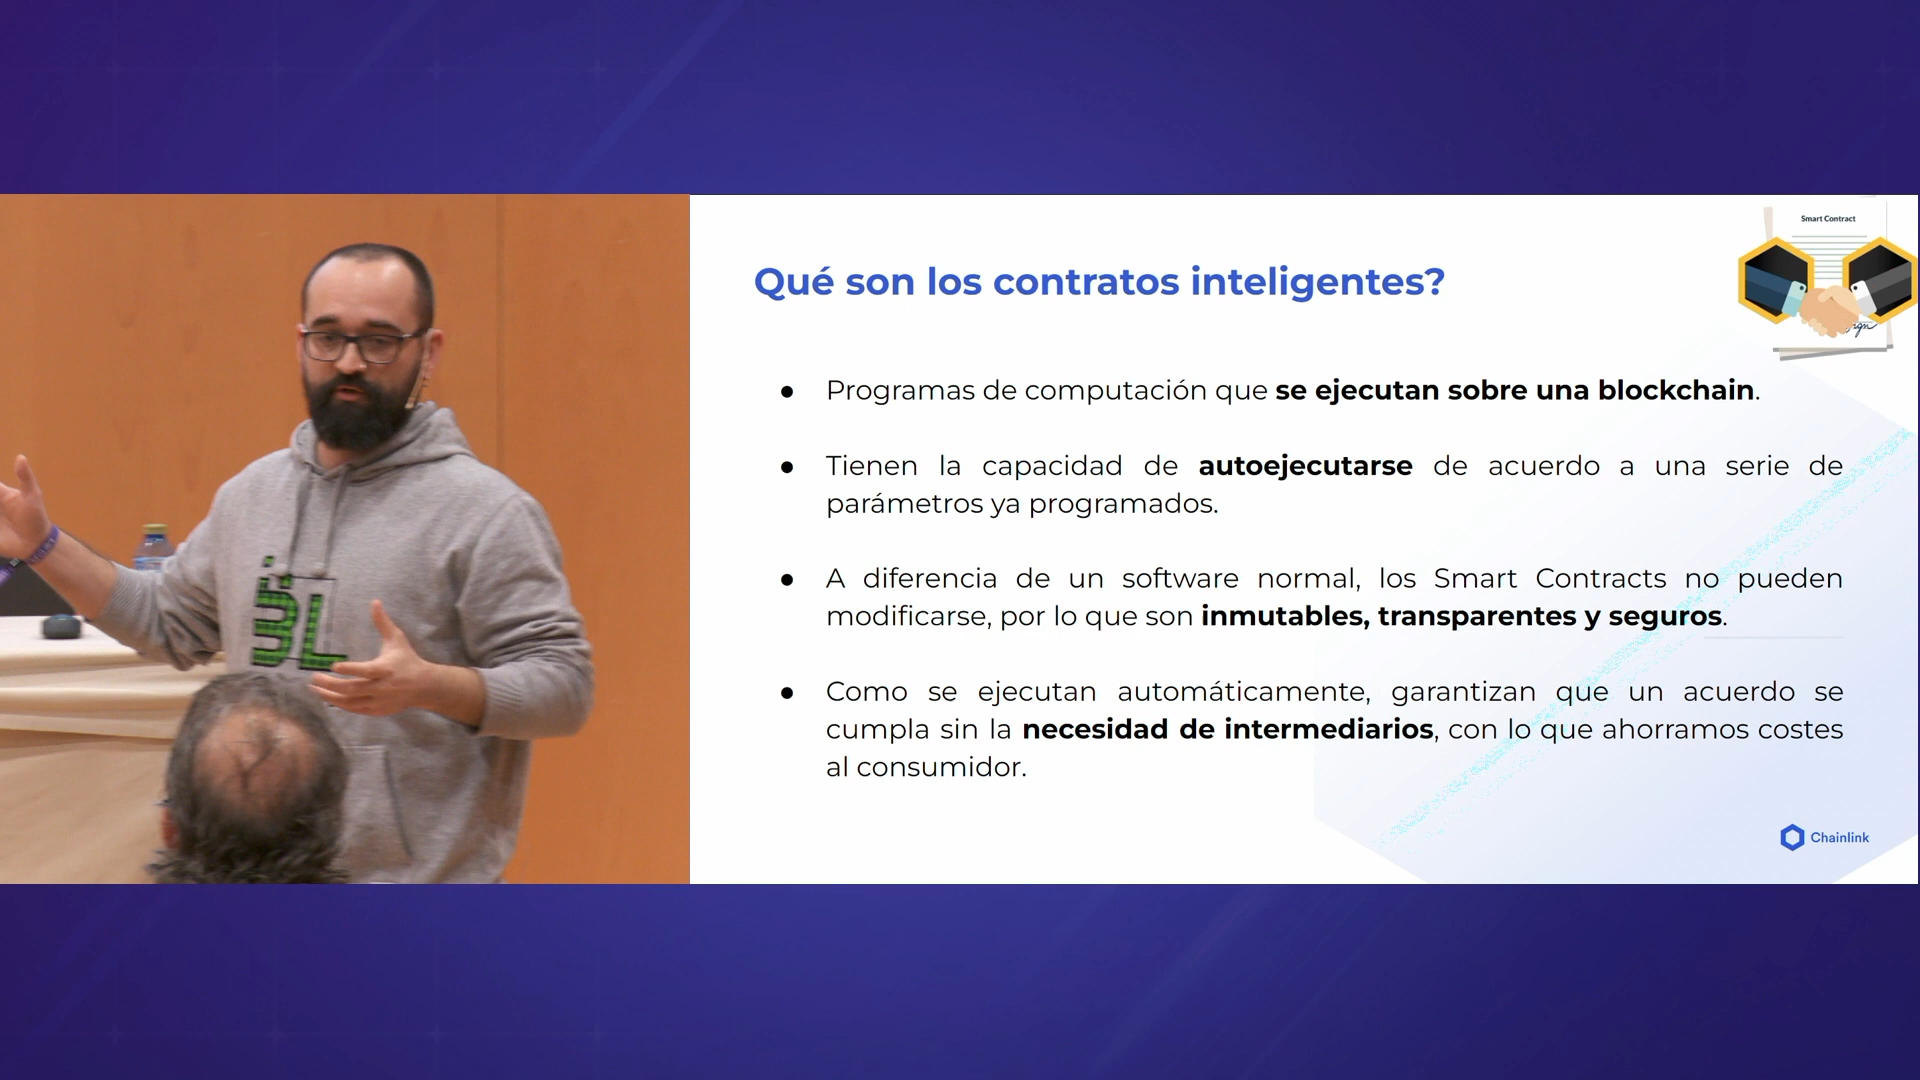 Smart Contract
Qué son los contratos inteligentes?
● Programas de computación que se ejecutan sobre una blockchain.
● Tienen la capacidad de autoejecutarse de acuerdo a una serie de
parámetros ya programados.
● A diferencia de un software normal, los Smart Contracts no pueden
modificarse, por lo que son inmutables, transparentes y seguros.
● Como se ejecutan automáticamente, garantizan que un acuerdo se
cumpla sin la necesidad de intermediarios, con lo que ahorramos costes
al consumidor.
Chainlink